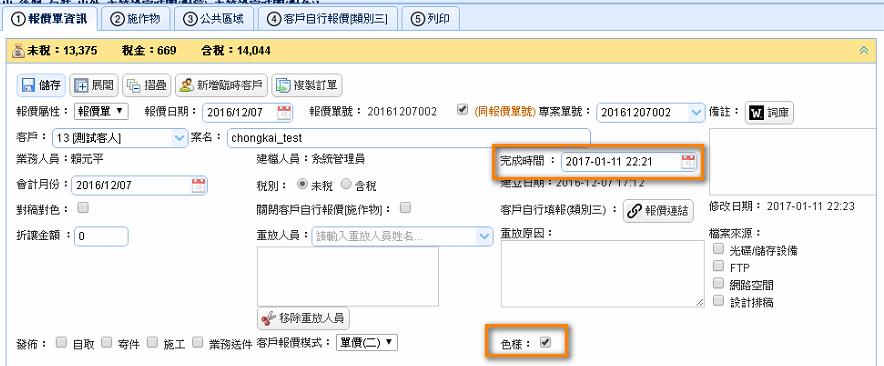 ①報價單資訊 ②施作物 ③公共區域 ④客戶自行報價[類別三] ⑤列印
未稅：13,375 稅金：669 含稅：14,044
儲存 展開 摺疊 新增臨時客戶 複製訂單
報價屬性： 報價單 報價日期： 2016/12/07 報價單號： 20161207002 (同報價單號) 專案單號： 20161207002 備註： W 詞庫
客戶： 13 [測試客人] 案名： chongkai_test
業務人員：賴元平 建檔人員：系統管理員 完成時間： 2017-01-11 22:21
會計月份： 2016/12/07 稅別： 未稅 含稅 建立日期：2016-12-07 17:12
對稿對色： 關閉客戶自行報價[施作物]： 客戶自行填報(類別三)： 報價連結 修改日期： 2017-01-11 22:23
折讓金額： 0 重放人員： 請輸入重放人員姓名... 重放原因： 檔案來源：
光碟/儲存設備
FTP
網路空間
設計排稿
移除重放人員
發佈： 自取 寄件 施工 業務送件 客戶報價模式： 單價(二) 色樣：